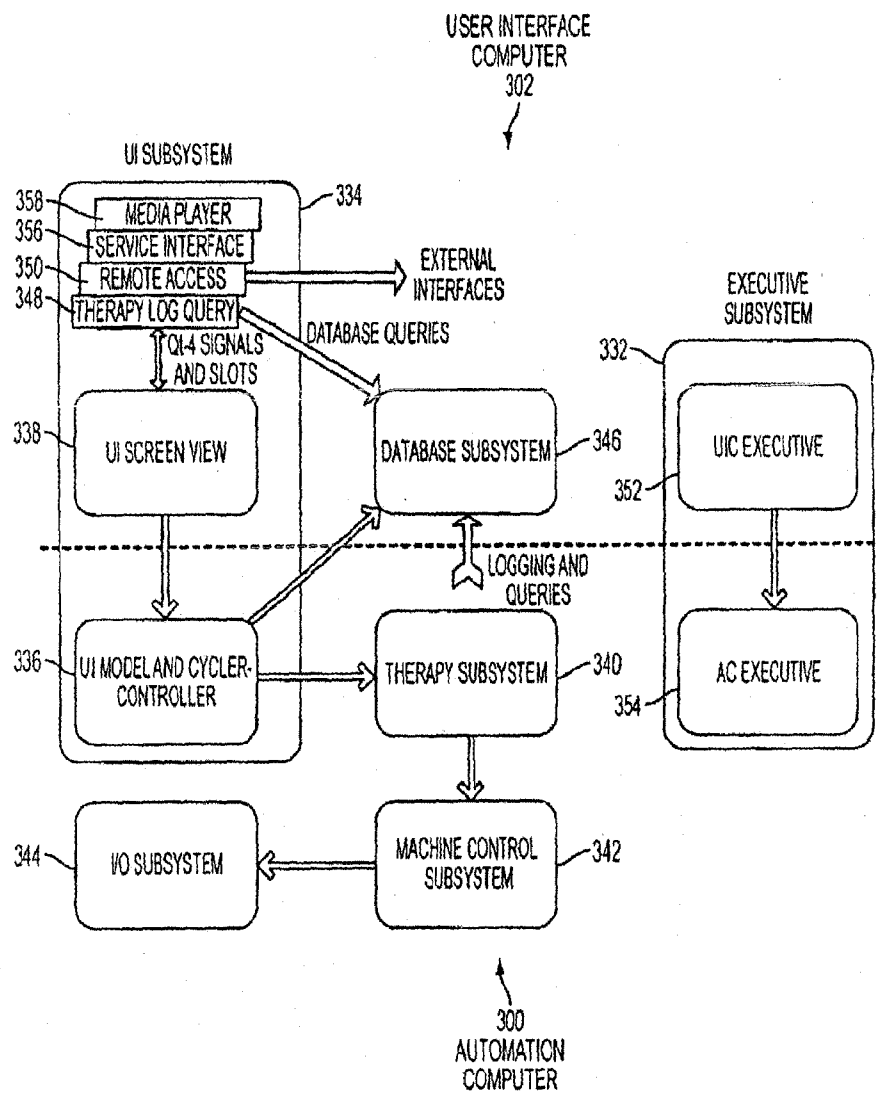 USER INTERFACE
COMPUTER
302
UI SUBSYSTEM
334
358
MEDIA PLAYER
356
SERVICE INTERFACE
350
REMOTE ACCESS
348
THERAPY LOG QUERY
EXTERNAL
INTERFACES
EXECUTIVE
SUBSYSTEM
DATABASE QUERIES
Qt-4 SIGNALS
AND SLOTS
332
338
UI SCREEN VIEW
DATABASE SUBSYSTEM
346
UIC EXECUTIVE
352
LOGGING AND
QUERIES
336
UI MODEL AND CYCLER-
CONTROLLER
THERAPY SUBSYSTEM
340
AC EXECUTIVE
354
344
I/O SUBSYSTEM
MACHINE CONTROL
SUBSYSTEM
342
300
AUTOMATION
COMPUTER